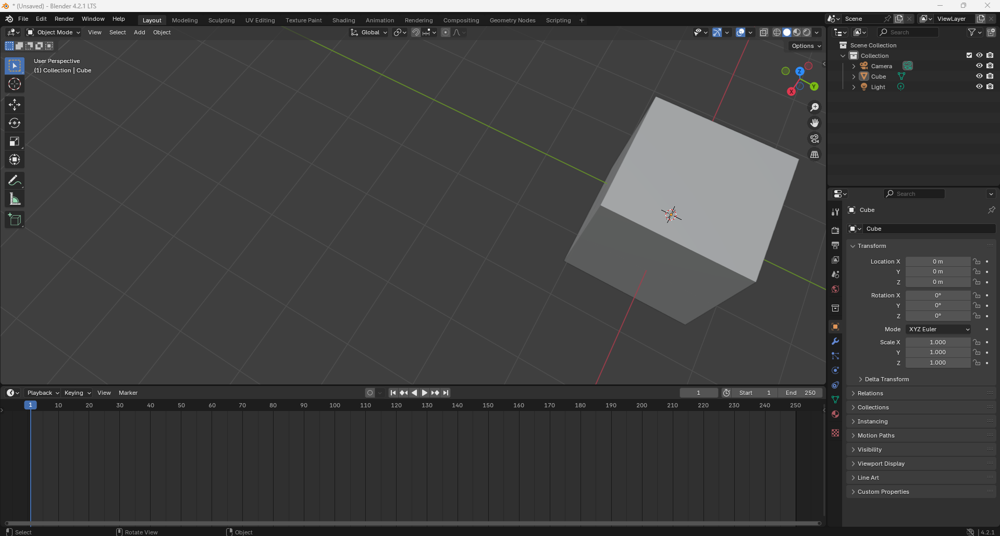 * (Unsaved) - Blender 4.2.1 LTS
File Edit Render Window Help Layout Modeling Sculpting UV Editing Texture Paint Shading Animation Rendering Compositing Geometry Nodes Scripting + Scene ViewLayer
Object Mode View Select Add Object Global Search
Options
User Perspective
(1) Collection | Cube
Z
Y
X
Scene Collection
Collection
Camera
Cube
Light
Search
Cube
Cube
Transform
Location X 0 m
Y 0 m
Z 0 m
Rotation X 0°
Y 0°
Z 0°
Mode XYZ Euler
Scale X 1.000
Y 1.000
Z 1.000
Delta Transform
Relations
Collections
Instancing
Motion Paths
Visibility
Viewport Display
Line Art
Custom Properties
Playback Keying View Marker 1 Start 1 End 250
1 10 20 30 40 50 60 70 80 90 100 110 120 130 140 150 160 170 180 190 200 210 220 230 240 250
Select Rotate View Object 4.2.1